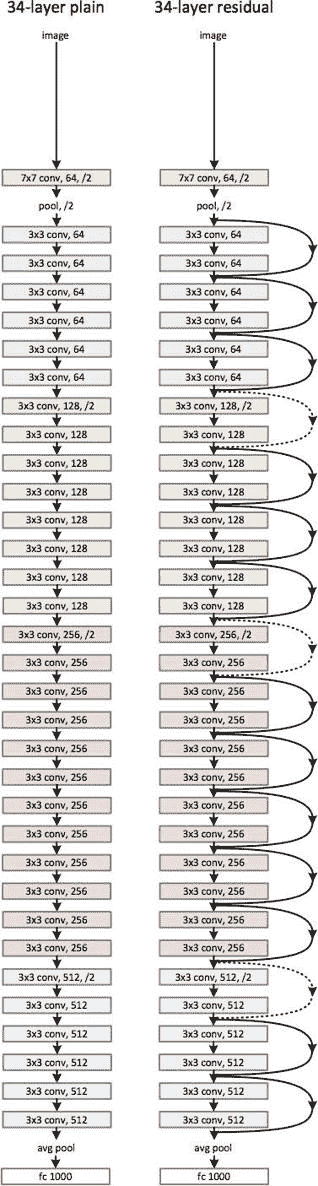 34-layer plain
image
7x7 conv, 64, /2
pool, /2
3x3 conv, 64
3x3 conv, 64
3x3 conv, 64
3x3 conv, 64
3x3 conv, 64
3x3 conv, 64
3x3 conv, 128, /2
3x3 conv, 128
3x3 conv, 128
3x3 conv, 128
3x3 conv, 128
3x3 conv, 128
3x3 conv, 128
3x3 conv, 128
3x3 conv, 256, /2
3x3 conv, 256
3x3 conv, 256
3x3 conv, 256
3x3 conv, 256
3x3 conv, 256
3x3 conv, 256
3x3 conv, 256
3x3 conv, 256
3x3 conv, 256
3x3 conv, 256
3x3 conv, 256
3x3 conv, 512, /2
3x3 conv, 512
3x3 conv, 512
3x3 conv, 512
3x3 conv, 512
3x3 conv, 512
avg pool
fc 1000
34-layer residual
image
7x7 conv, 64, /2
pool, /2
3x3 conv, 64
3x3 conv, 64
3x3 conv, 64
3x3 conv, 64
3x3 conv, 64
3x3 conv, 64
3x3 conv, 128, /2
3x3 conv, 128
3x3 conv, 128
3x3 conv, 128
3x3 conv, 128
3x3 conv, 128
3x3 conv, 128
3x3 conv, 128
3x3 conv, 256, /2
3x3 conv, 256
3x3 conv, 256
3x3 conv, 256
3x3 conv, 256
3x3 conv, 256
3x3 conv, 256
3x3 conv, 256
3x3 conv, 256
3x3 conv, 256
3x3 conv, 256
3x3 conv, 256
3x3 conv, 512, /2
3x3 conv, 512
3x3 conv, 512
3x3 conv, 512
3x3 conv, 512
3x3 conv, 512
avg pool
fc 1000